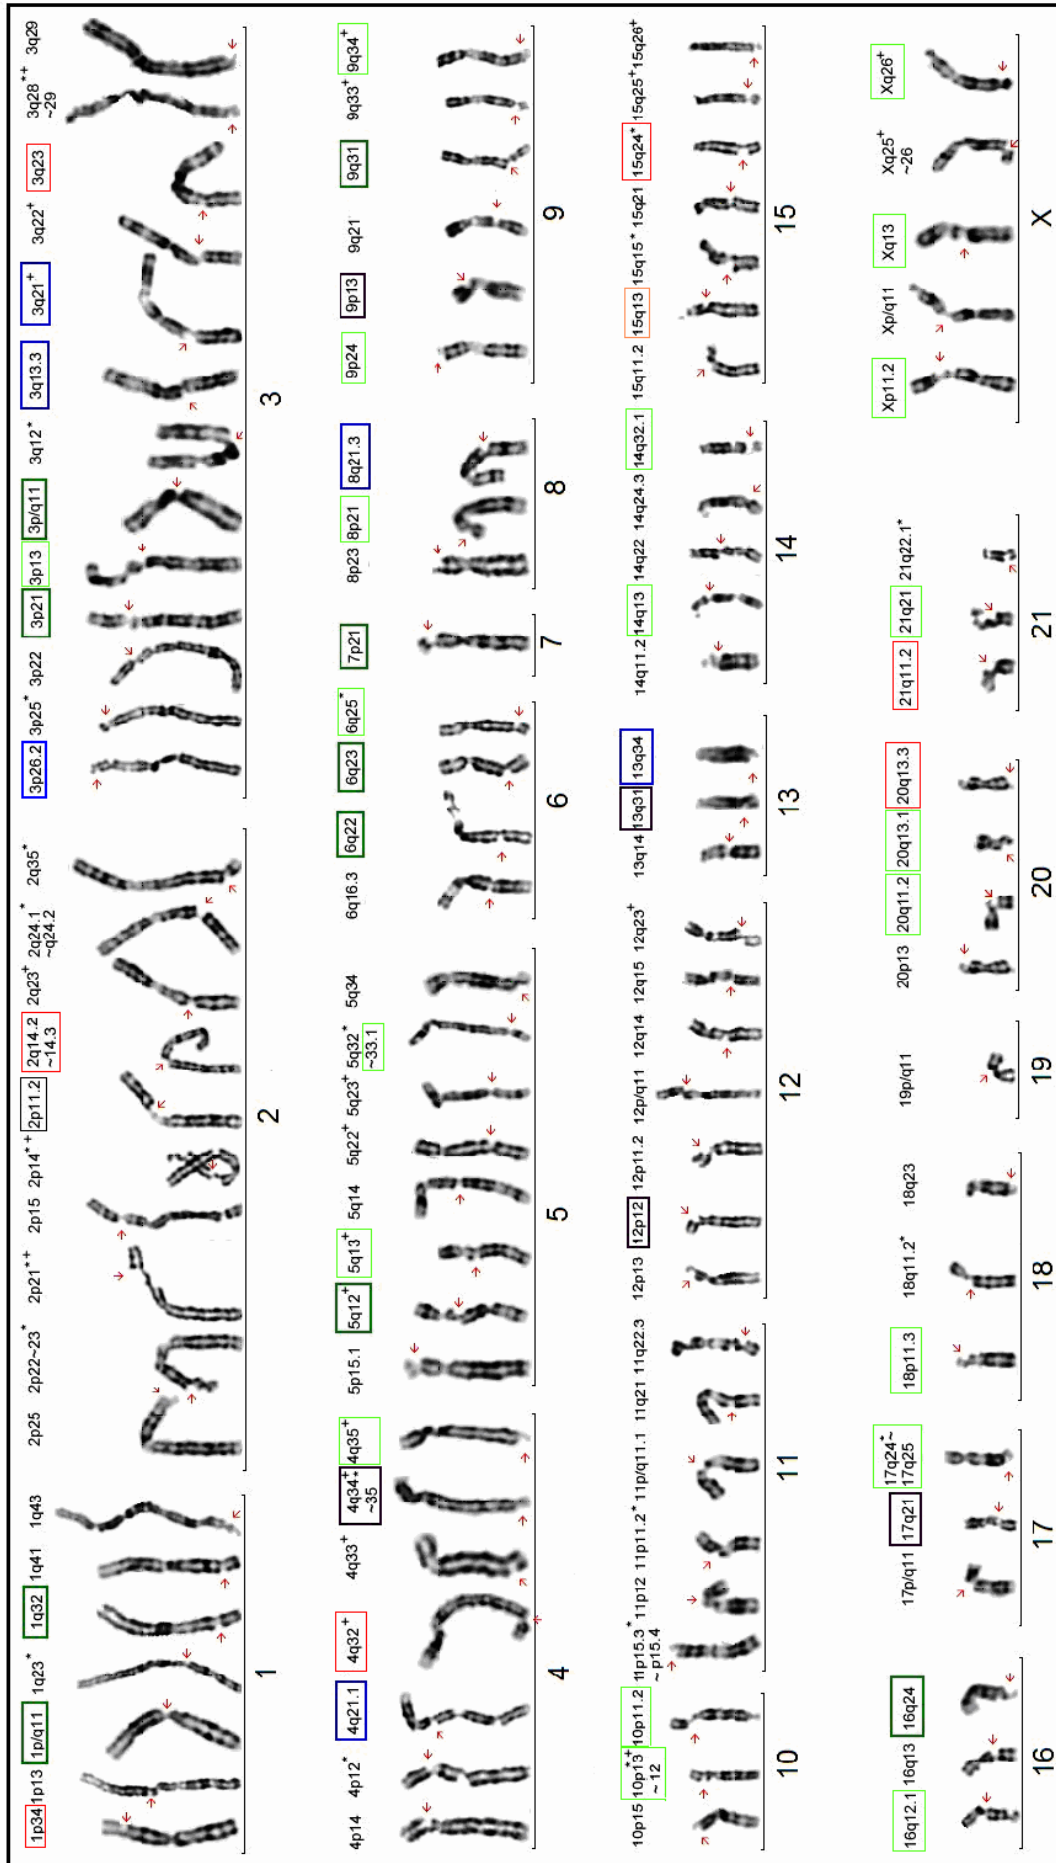 1p34 1p13 1p/q11 1q23* 1q32 1q41 1q43
1
2p25 2p22~23* 2p21*+ 2p15 2p14*+ 2p11.2 2q14.2 ~14.3 2q23+ 2q24.1 ~q24.2* 2q35*
2
3p26.2 3p25* 3p22 3p21 3p13 3p/q11 3q12* 3q13.3 3q21+ 3q22+ 3q23 3q28*+ ~29 3q29
3
4p14 4p12* 4q21.1 4q32+ 4q33+ 4q34*+ ~35 4q35+
4
5p15.1 5q12+ 5q13+ 5q14 5q22+ 5q23+ 5q32* ~33.1 5q34
5
6q16.3 6q22 6q23 6q25*
6
7p21
7
8p23 8p21 8q21.3
8
9p24 9p13 9q21 9q31 9q33+ 9q34+
9
10p15 10p13*+ ~12 10p11.2
10
11p15.3* ~p15.4 11p12 11p11.2* 11p/q11.1 11q21 11q22.3
11
12p13 12p12 12p11.2 12p/q11 12q14 12q15 12q23+
12
13q14 13q31 13q34
13
14q11.2 14q13 14q22 14q24.3 14q32.1
14
15q11.2 15q13 15q15* 15q21 15q24* 15q25+ 15q26+
15
16q12.1 16q13 16q24
16
17p/q11 17q21 17q24*~ 17q25
17
18p11.3 18q11.2* 18q23
18
19p/q11
19
20p13 20q11.2 20q13.1 20q13.3
20
21q11.2 21q21 21q22.1*
21
Xp11.2 Xp/q11 Xq13 Xq25+ ~26 Xq26+
X